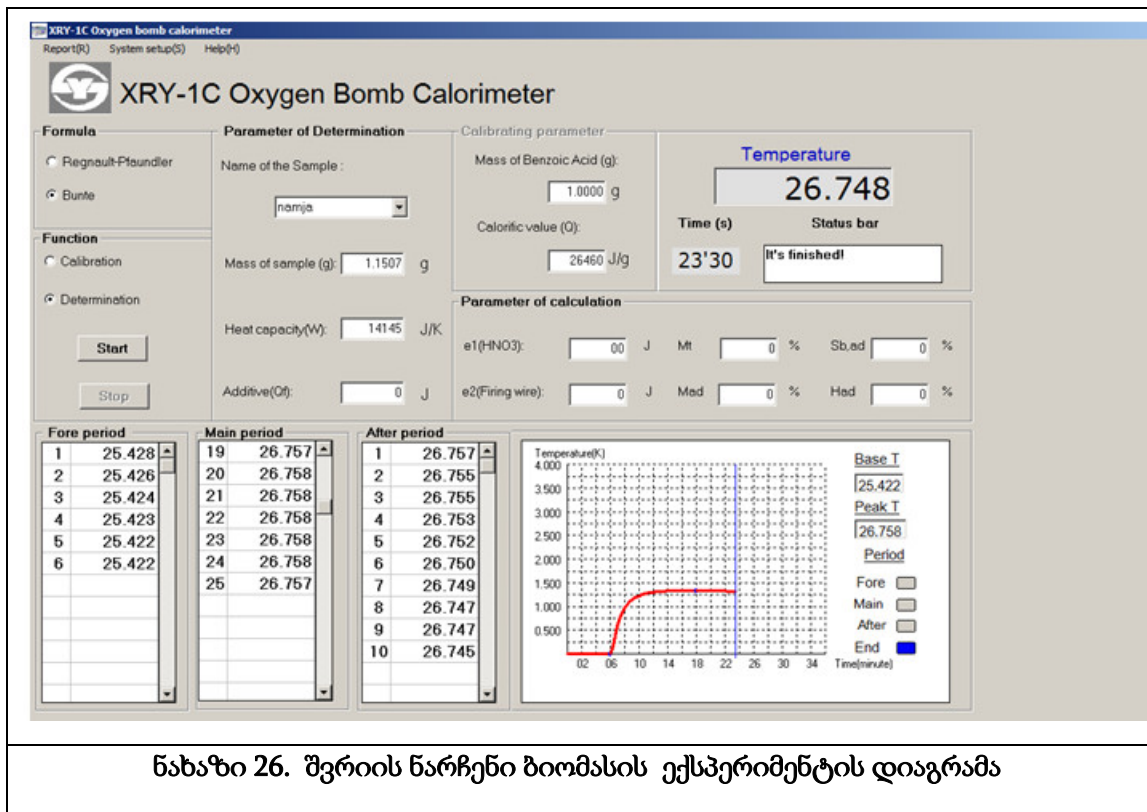 XRY-1C Oxygen bomb calorimeter
Report(R) System setup(S) Help(H)
XRY-1C Oxygen Bomb Calorimeter
Formula
Regnault-Pfaundler
Bunte
Function
Calibration
Determination
Start
Stop
Parameter of Determination
Name of the Sample :
namja
Mass of sample (g): 1.1507 g
Heat capacity(W): 14145 J/K
Additive(Qf): 0 J
Calibrating parameter
Mass of Benzoic Acid (g):
1.0000 g
Calorific value (Q):
26460 J/g
Temperature
26.748
Time (s) Status bar
23'30 It's finished!
Parameter of calculation
e1(HNO3): 00 J Mt 0 % Sb,ad 0 %
e2(Firing wire): 0 J Mad 0 % Had 0 %
Fore period
1 25.428
2 25.426
3 25.424
4 25.423
5 25.422
6 25.422
Main period
19 26.757
20 26.758
21 26.758
22 26.758
23 26.758
24 26.758
25 26.757
After period
1 26.757
2 26.755
3 26.755
4 26.753
5 26.752
6 26.750
7 26.749
8 26.747
9 26.747
10 26.745
Temperature(K)
4.000
3.500
3.000
2.500
2.000
1.500
1.000
0.500
02 06 10 14 18 22 26 30 34 Time(minute)
Base T
25.422
Peak T
26.758
Period
Fore
Main
After
End
ნახაზი 26. შვრიის ნარჩენი ბიომასის ექსპერიმენტის დიაგრამა